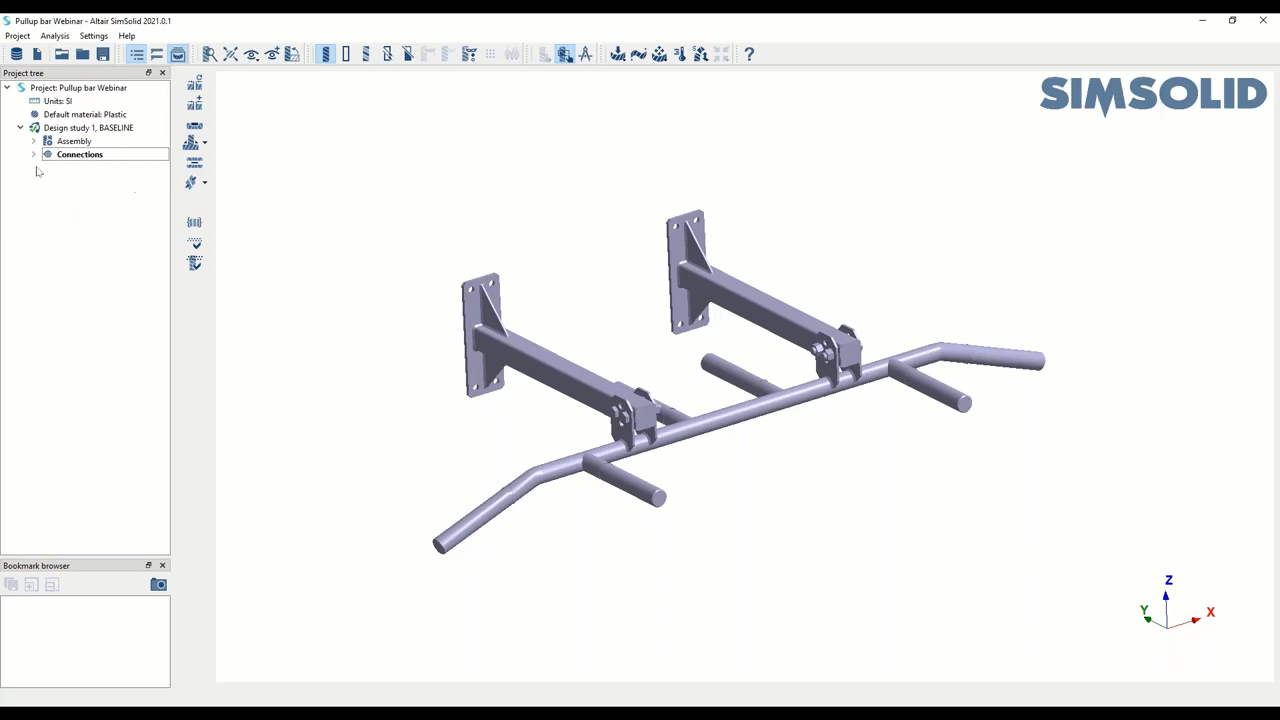 Pullup bar Webinar - Altair SimSolid 2021.0.1
Project Analysis Settings Help
Project tree
Project: Pullup bar Webinar
Units: SI
Default material: Plastic
Design study 1, BASELINE
Assembly
Connections
SIMSOLID
Bookmark browser
Z
Y
X